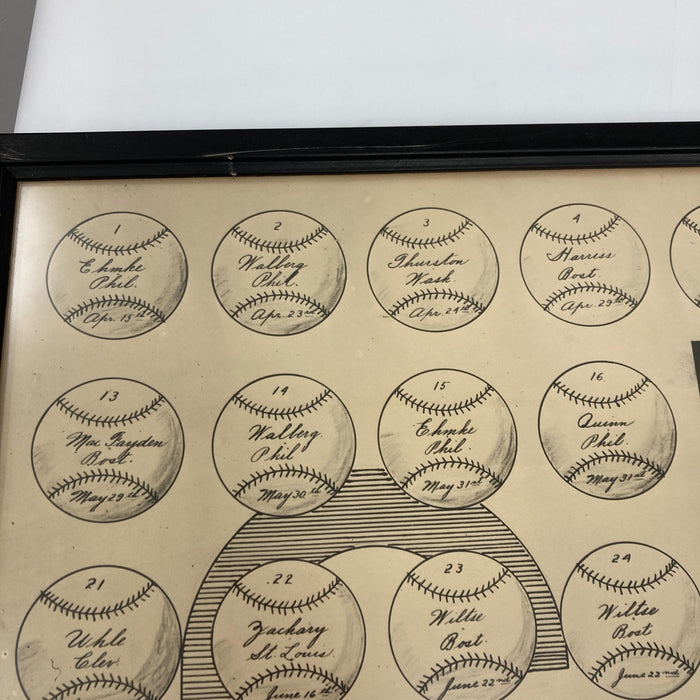 1
Ehmke
Phil.
Apr. 15th
2
Walberg
Phil.
Apr. 23rd
3
Thurston
Wash.
Apr. 24th
4
Harriss
Bost.
Apr. 29th
13
Mac Fayden
Bost.
May 29th
14
Walberg
Phil
May 30th
15
Ehmke
Phil.
May 31st
16
Quinn
Phil.
May 31st
21
Uhle
Clev.
22
Zachary
St. Louis.
June 16th
23
Wiltse
Bost.
June 22nd
24
Wiltse
Bost
June 22nd